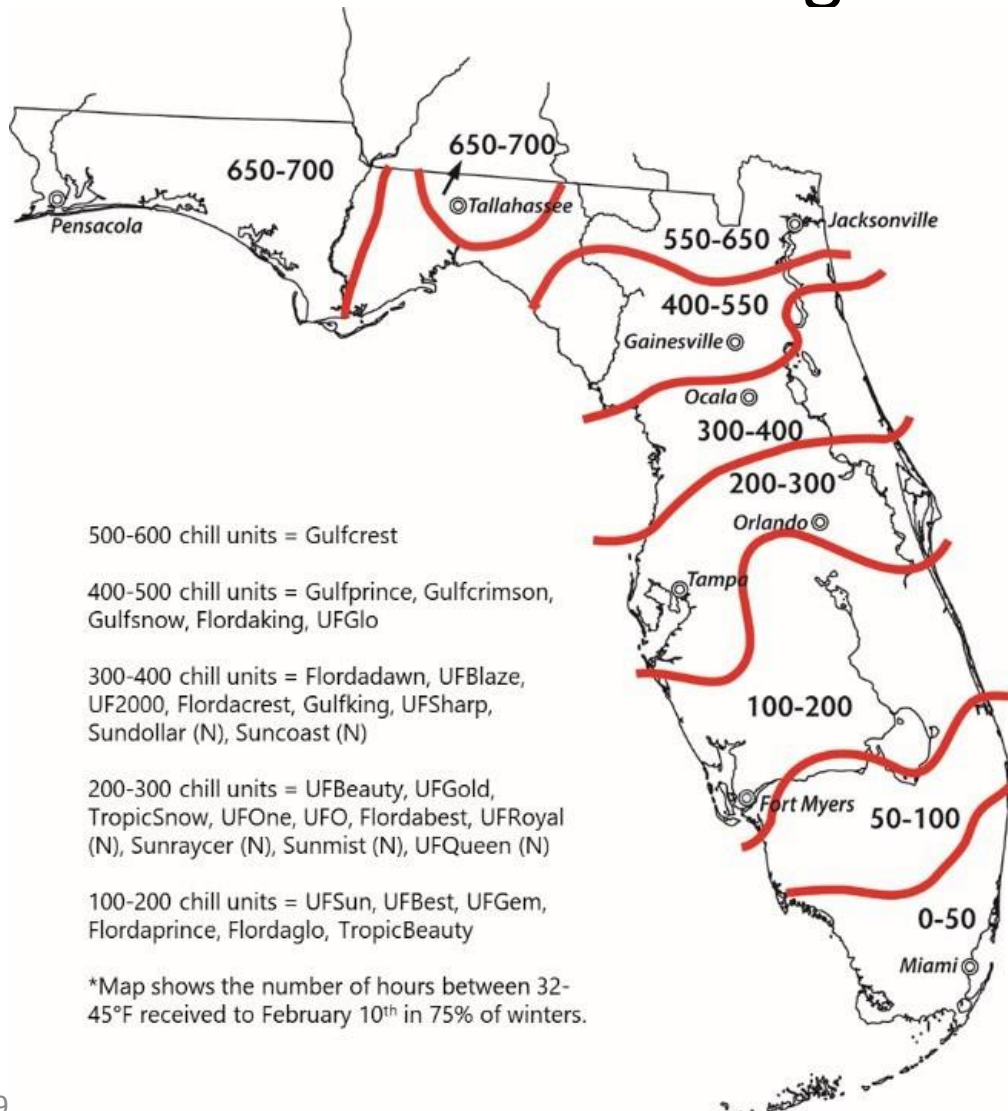 650-700
650-700
Tallahassee
Pensacola
Jacksonville
550-650
400-550
Gainesville
Ocala
300-400
200-300
Orlando
Tampa
100-200
Fort Myers
50-100
0-50
Miami
500-600 chill units = Gulfcrest
400-500 chill units = Gulfprince, Gulfcrimson,
Gulfsnow, Flordaking, UFGlo
300-400 chill units = Flordadawn, UFBlaze,
UF2000, Flordacrest, Gulfking, UFSharp,
Sundollar (N), Suncoast (N)
200-300 chill units = UFBeauty, UFGold,
TropicSnow, UFOne, UFO, Flordabest, UFRoyal
(N), Sunraycer (N), Sunmist (N), UFQueen (N)
100-200 chill units = UFSun, UFBest, UFGem,
Flordaprince, Flordaglo, TropicBeauty
*Map shows the number of hours between 32-
45°F received to February 10th in 75% of winters.
9